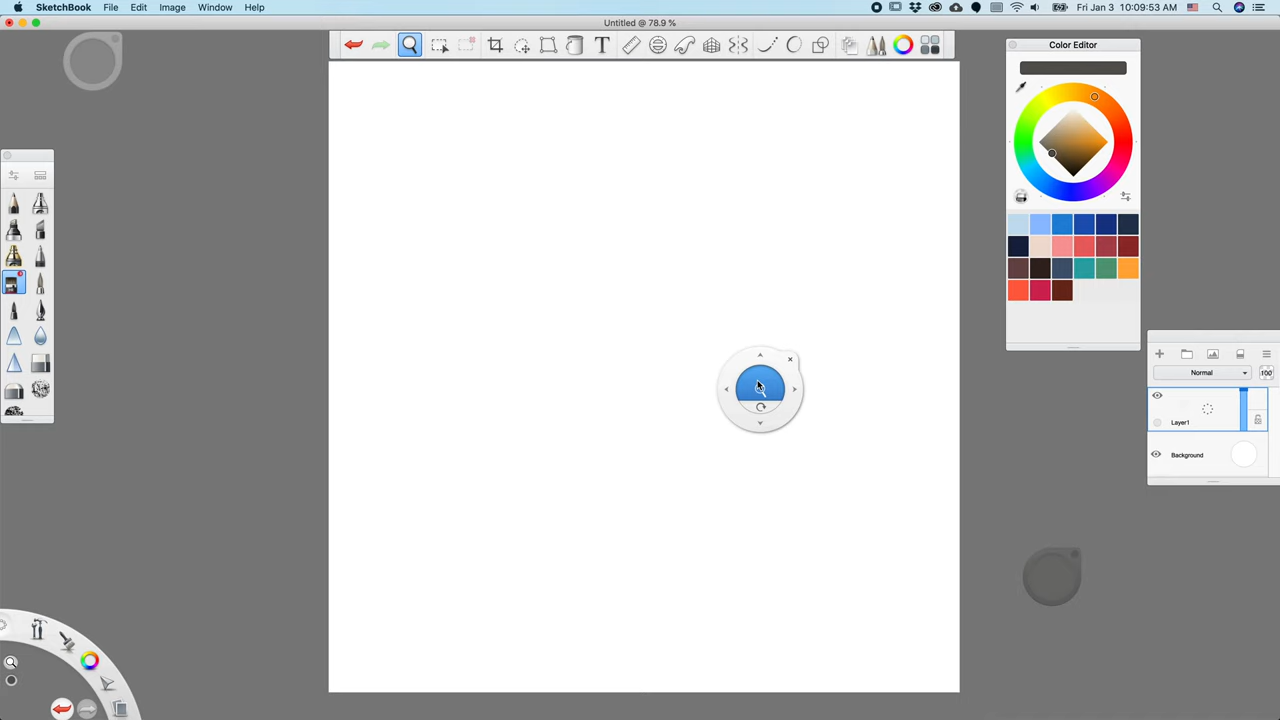 SketchBook File Edit Image Window Help
Fri Jan 3 10:09:53 AM
Untitled @ 78.9 %
T
Color Editor
Normal
100
Layer1
Background